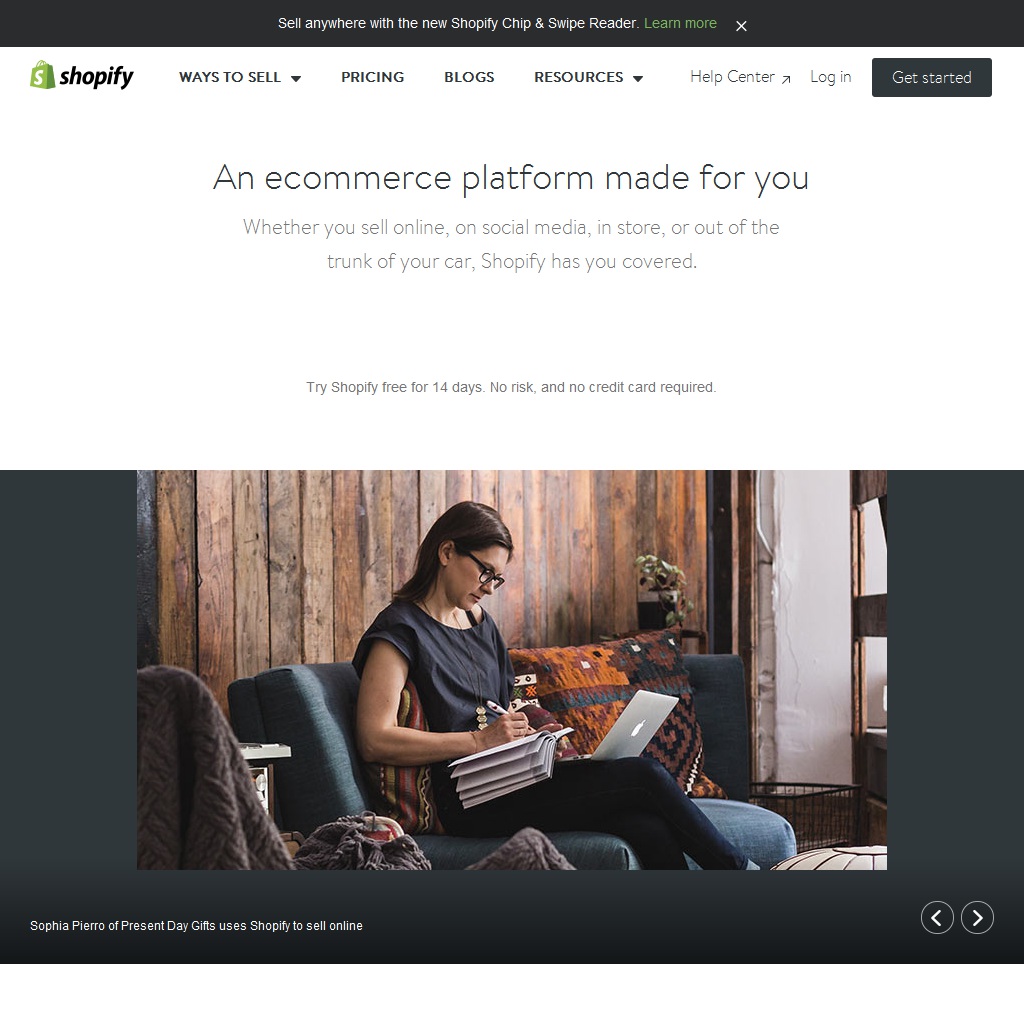 Sell anywhere with the new Shopify Chip & Swipe Reader. Learn more
shopify
WAYS TO SELL
PRICING
BLOGS
RESOURCES
Help Center
Log in
Get started
An ecommerce platform made for you
Whether you sell online, on social media, in store, or out of the
trunk of your car, Shopify has you covered.
Try Shopify free for 14 days. No risk, and no credit card required.
Sophia Pierro of Present Day Gifts uses Shopify to sell online